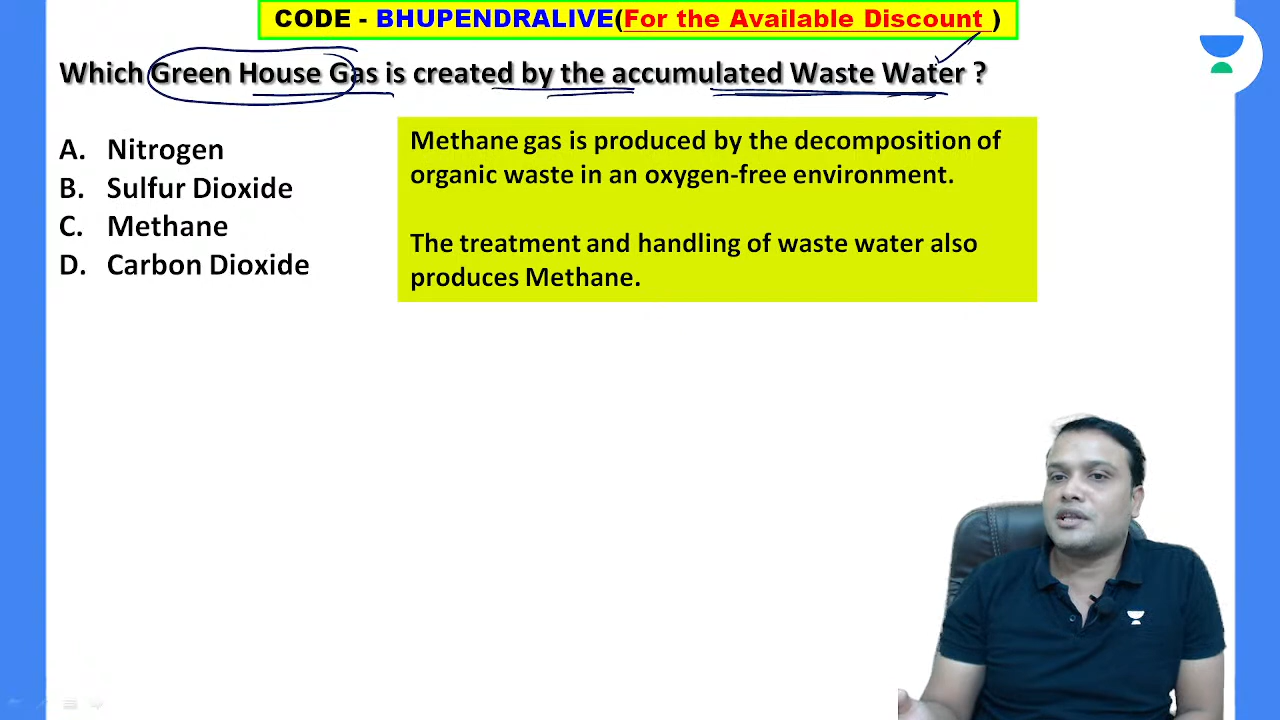 CODE - BHUPENDRALIVE(For the Available Discount )
Which Green House Gas is created by the accumulated Waste Water ?
A. Nitrogen
B. Sulfur Dioxide
C. Methane
D. Carbon Dioxide
Methane gas is produced by the decomposition of
organic waste in an oxygen-free environment.
The treatment and handling of waste water also
produces Methane.